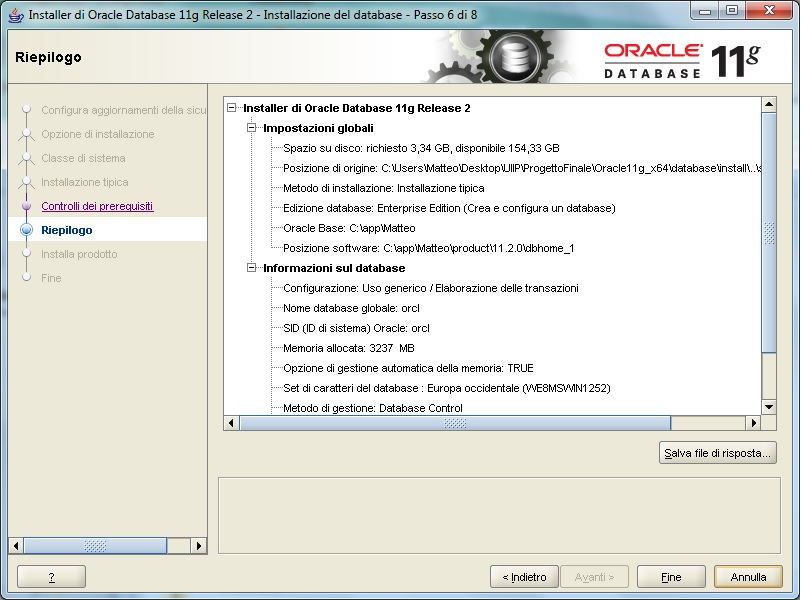 Installer di Oracle Database 11g Release 2 - Installazione del database - Passo 6 di 8
Riepilogo
ORACLE
DATABASE 11g
Configura aggiornamenti della sicu
Opzione di installazione
Classe di sistema
Installazione tipica
Controlli dei prerequisiti
Riepilogo
Installa prodotto
Fine
Installer di Oracle Database 11g Release 2
Impostazioni globali
Spazio su disco: richiesto 3,34 GB, disponibile 154,33 GB
Posizione di origine: C:\Users\Matteo\Desktop\UIIP\ProgettoFinale\Oracle11g_x64\database\install\..\s
Metodo di installazione: Installazione tipica
Edizione database: Enterprise Edition (Crea e configura un database)
Oracle Base: C:\app\Matteo
Posizione software: C:\app\Matteo\product\11.2.0\dbhome_1
Informazioni sul database
Configurazione: Uso generico / Elaborazione delle transazioni
Nome database globale: orcl
SID (ID di sistema) Oracle: orcl
Memoria allocata: 3237 MB
Opzione di gestione automatica della memoria: TRUE
Set di caratteri del database : Europa occidentale (WE8MSWIN1252)
Metodo di gestione: Database Control
Salva file di risposta...
?
< Indietro
Avanti >
Fine
Annulla